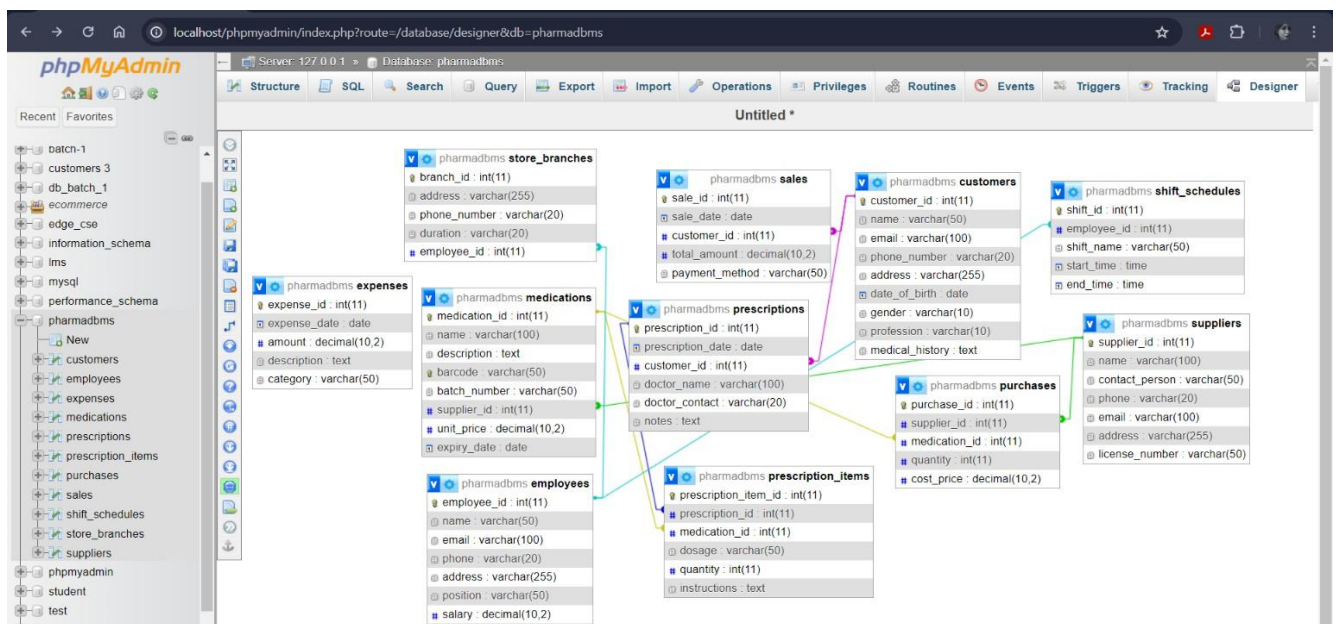 localhost/phpmyadmin/index.php?route=/database/designer&db=pharmadbms
phpMyAdmin
Recent Favorites
batch-1
customers 3
db_batch_1
ecommerce
edge_cse
information_schema
lms
mysql
performance_schema
pharmadbms
New
customers
employees
expenses
medications
prescriptions
prescription_items
purchases
sales
shift_schedules
store_branches
suppliers
phpmyadmin
student
test
Server: 127.0.0.1 » Database: pharmadbms
Structure SQL Search Query Export Import Operations Privileges Routines Events Triggers Tracking Designer
Untitled *
pharmadbms store_branches
branch_id : int(11)
address : varchar(255)
phone_number : varchar(20)
duration : varchar(20)
employee_id : int(11)
pharmadbms sales
sale_id : int(11)
sale_date : date
customer_id : int(11)
total_amount : decimal(10,2)
payment_method : varchar(50)
pharmadbms customers
customer_id : int(11)
name : varchar(50)
email : varchar(100)
phone_number : varchar(20)
address : varchar(255)
date_of_birth : date
gender : varchar(10)
profession : varchar(10)
medical_history : text
pharmadbms shift_schedules
shift_id : int(11)
employee_id : int(11)
shift_name : varchar(50)
start_time : time
end_time : time
pharmadbms expenses
expense_id : int(11)
expense_date : date
amount : decimal(10,2)
description : text
category : varchar(50)
pharmadbms medications
medication_id : int(11)
name : varchar(100)
description : text
barcode : varchar(50)
batch_number : varchar(50)
supplier_id : int(11)
unit_price : decimal(10,2)
expiry_date : date
pharmadbms prescriptions
prescription_id : int(11)
prescription_date : date
customer_id : int(11)
doctor_name : varchar(100)
doctor_contact : varchar(20)
notes : text
pharmadbms suppliers
supplier_id : int(11)
name : varchar(100)
contact_person : varchar(50)
phone : varchar(20)
email : varchar(100)
address : varchar(255)
license_number : varchar(50)
pharmadbms purchases
purchase_id : int(11)
supplier_id : int(11)
medication_id : int(11)
quantity : int(11)
cost_price : decimal(10,2)
pharmadbms employees
employee_id : int(11)
name : varchar(50)
email : varchar(100)
phone : varchar(20)
address : varchar(255)
position : varchar(50)
salary : decimal(10,2)
pharmadbms prescription_items
prescription_item_id : int(11)
prescription_id : int(11)
medication_id : int(11)
dosage : varchar(50)
quantity : int(11)
instructions : text